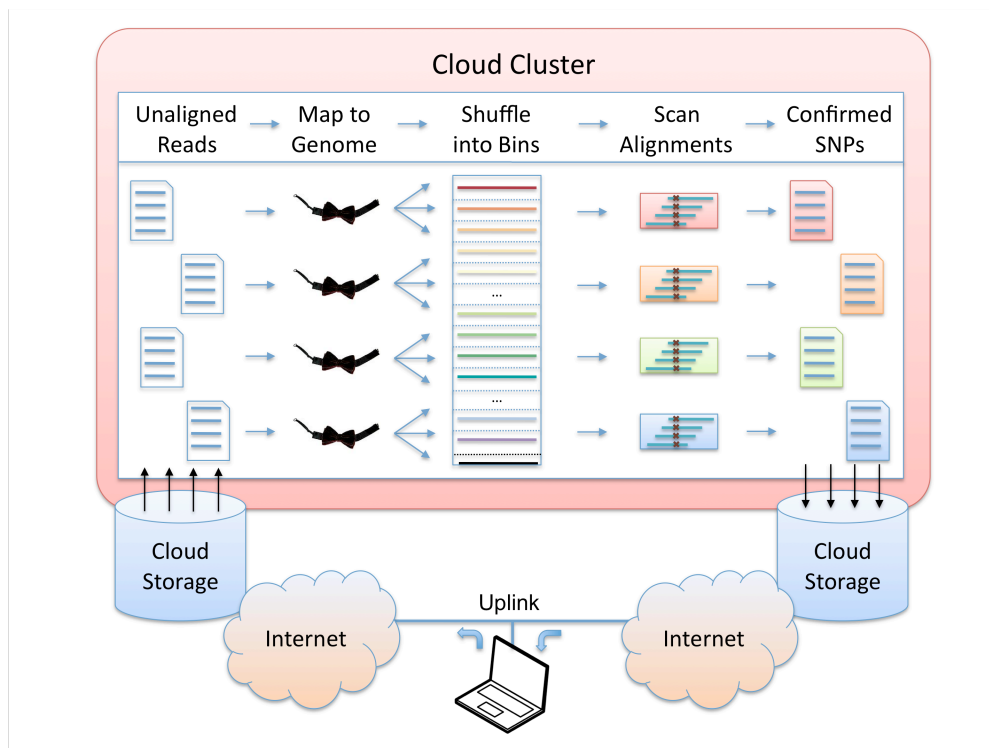 Cloud Cluster
Unaligned
Reads
Map to
Genome
Shuffle
into Bins
Scan
Alignments
Confirmed
SNPs
...
...
Cloud
Storage
Cloud
Storage
Uplink
Internet
Internet